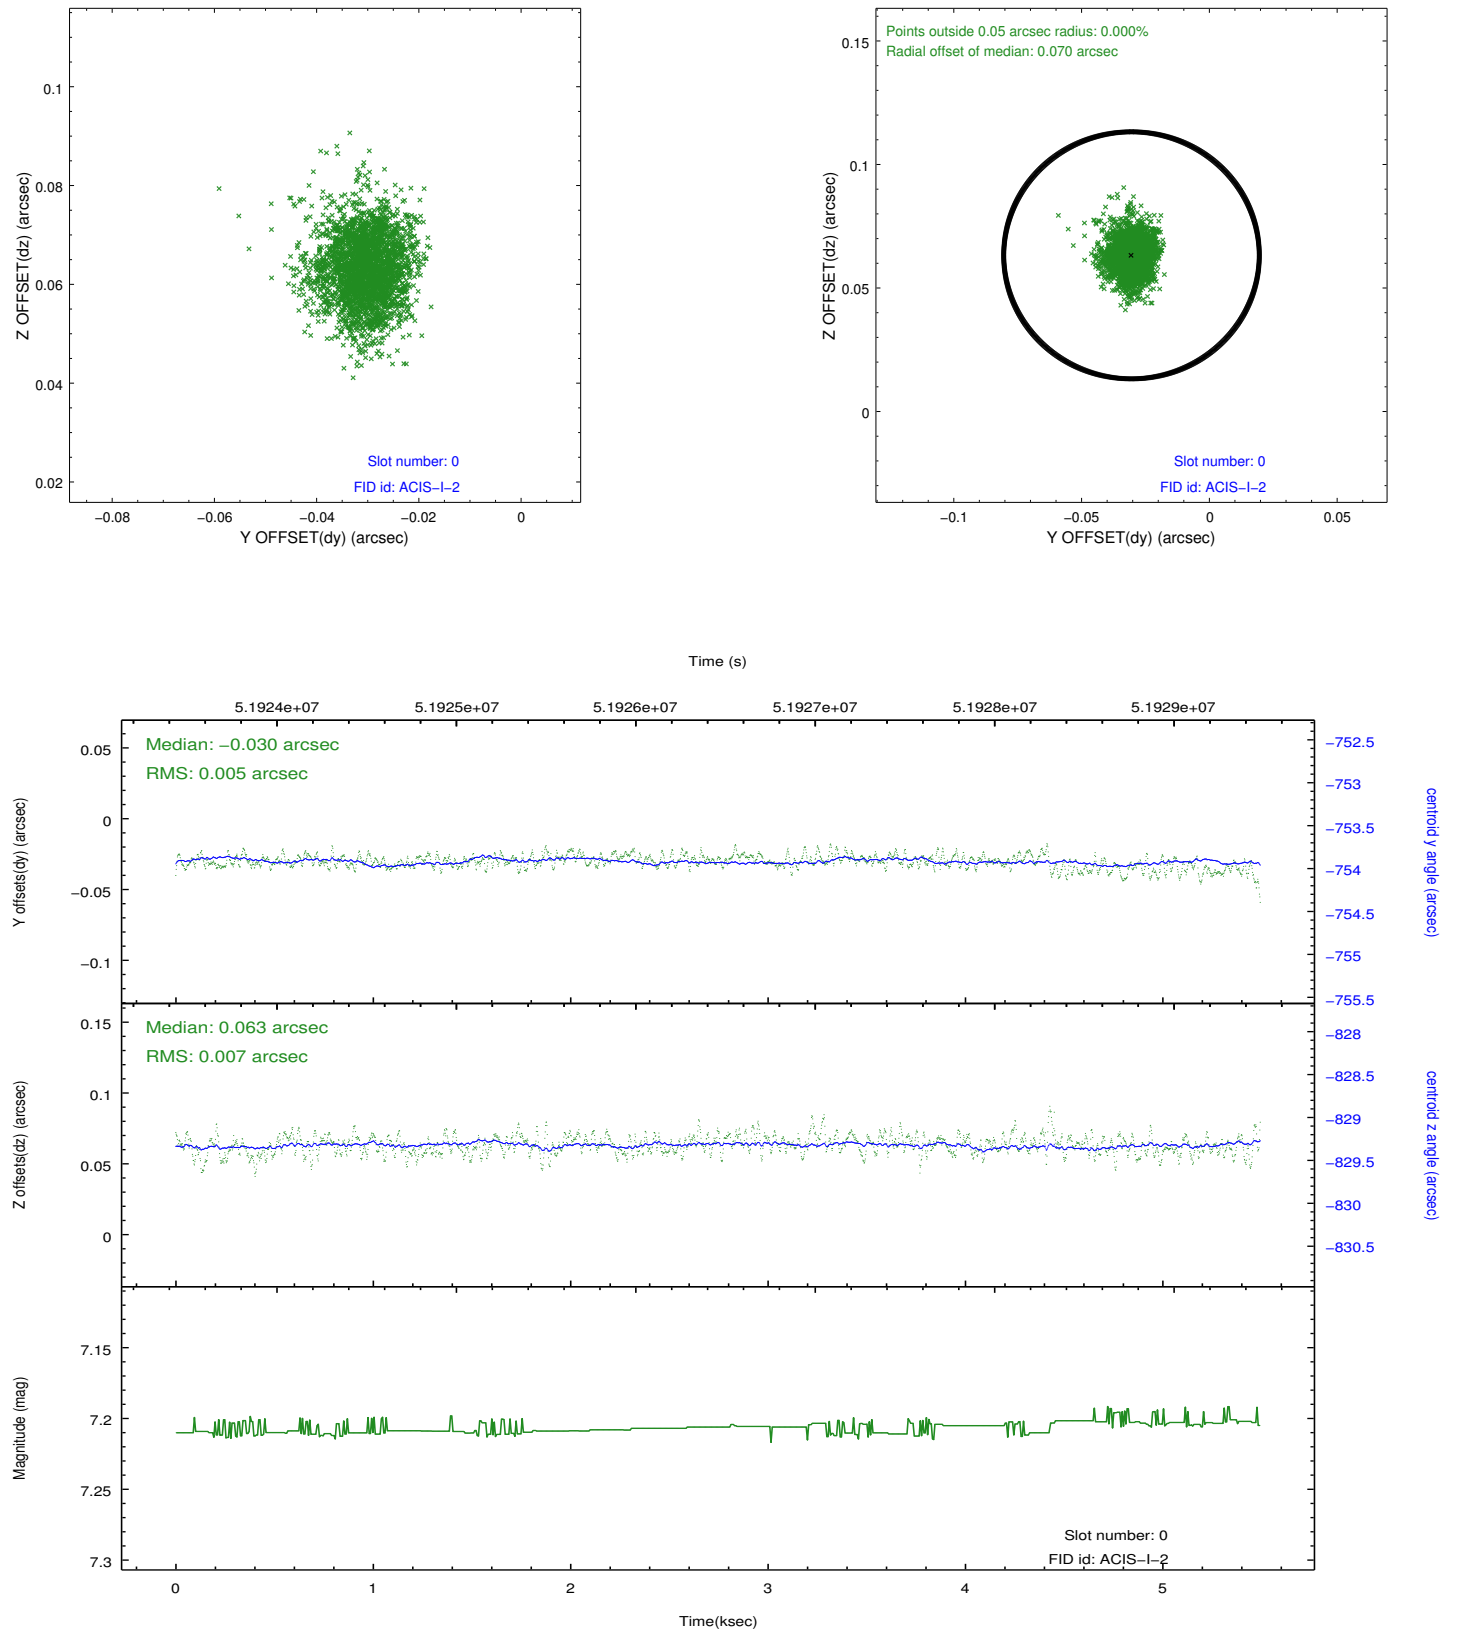 0.1
0.08
0.06
0.04
0.02
Z OFFSET(dz) (arcsec)
Slot number: 0
FID id: ACIS−I−2
−0.08
−0.06
−0.04
−0.02
0
Y OFFSET(dy) (arcsec)
Points outside 0.05 arcsec radius: 0.000%
Radial offset of median: 0.070 arcsec
0.15
0.1
0.05
0
Z OFFSET(dz) (arcsec)
Slot number: 0
FID id: ACIS−I−2
−0.1
−0.05
0
0.05
Y OFFSET(dy) (arcsec)
Time (s)
5.1924e+07
5.1925e+07
5.1926e+07
5.1927e+07
5.1928e+07
5.1929e+07
Median: −0.030 arcsec
RMS: 0.005 arcsec
0.05
0
−0.05
−0.1
Y offsets(dy) (arcsec)
−752.5
−753
−753.5
−754
−754.5
−755
−755.5
centroid y angle (arcsec)
Median: 0.063 arcsec
RMS: 0.007 arcsec
0.15
0.1
0.05
0
Z offsets(dz) (arcsec)
−828
−828.5
−829
−829.5
−830
−830.5
centroid z angle (arcsec)
7.15
7.2
7.25
7.3
Magnitude (mag)
Slot number: 0
FID id: ACIS−I−2
0
1
2
3
4
5
Time(ksec)